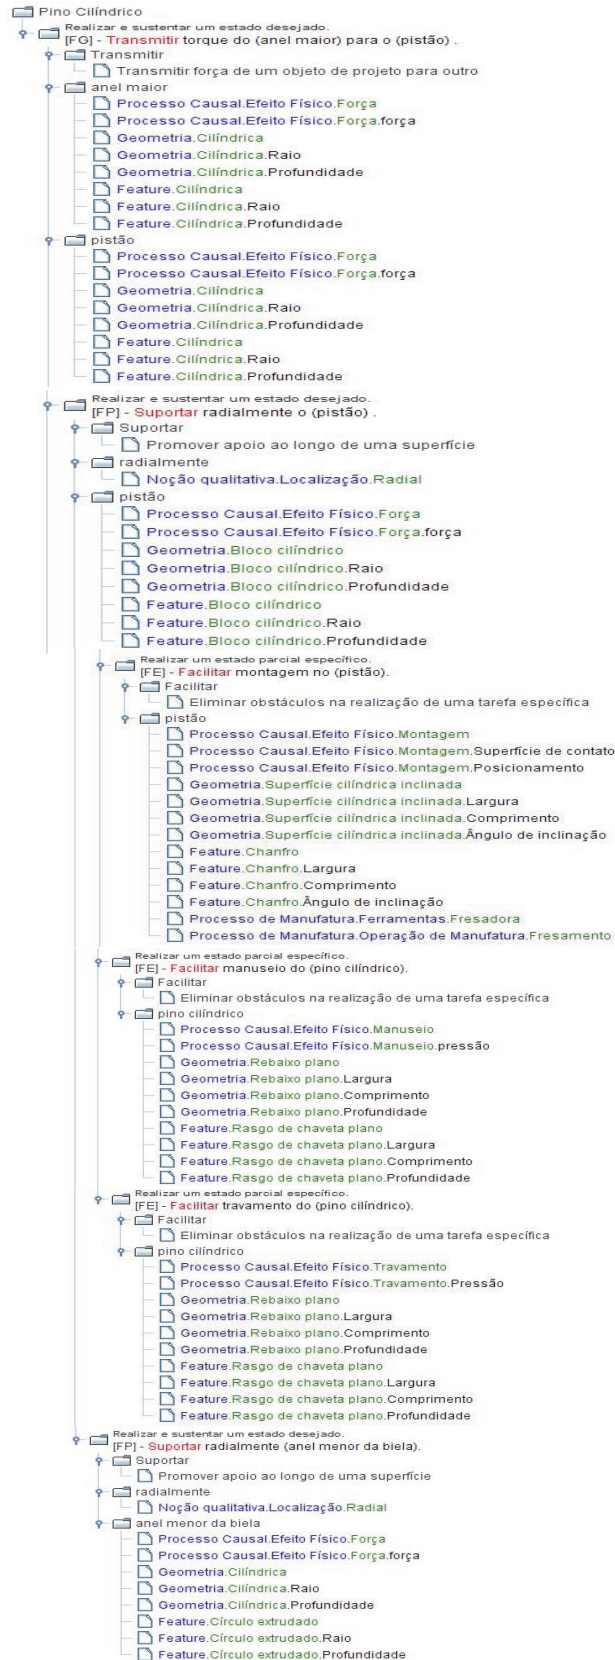 Pino Cilíndrico
Realizar e sustentar um estado desejado.
[FG] - Transmitir torque do (anel maior) para o (pistão) .
Transmitir
Transmitir força de um objeto de projeto para outro
anel maior
Processo Causal.Efeito Físico.Força
Processo Causal.Efeito Físico.Força.força
Geometria.Cilíndrica
Geometria.Cilíndrica.Raio
Geometria.Cilíndrica.Profundidade
Feature.Cilíndrica
Feature.Cilíndrica.Raio
Feature.Cilíndrica.Profundidade
pistão
Processo Causal.Efeito Físico.Força
Processo Causal.Efeito Físico.Força.força
Geometria.Cilíndrica
Geometria.Cilíndrica.Raio
Geometria.Cilíndrica.Profundidade
Feature.Cilíndrica
Feature.Cilíndrica.Raio
Feature.Cilíndrica.Profundidade
Realizar e sustentar um estado desejado.
[FP] - Suportar radialmente o (pistão) .
Suportar
Promover apoio ao longo de uma superfície
radialmente
Noção qualitativa.Localização.Radial
pistão
Processo Causal.Efeito Físico.Força
Processo Causal.Efeito Físico.Força.força
Geometria.Bloco cilíndrico
Geometria.Bloco cilíndrico.Raio
Geometria.Bloco cilíndrico.Profundidade
Feature.Bloco cilíndrico
Feature.Bloco cilíndrico.Raio
Feature.Bloco cilíndrico.Profundidade
Realizar um estado parcial específico.
[FE] - Facilitar montagem no (pistão).
Facilitar
Eliminar obstáculos na realização de uma tarefa específica
pistão
Processo Causal.Efeito Físico.Montagem
Processo Causal.Efeito Físico.Montagem.Superfície de contato
Processo Causal.Efeito Físico.Montagem.Posicionamento
Geometria.Superfície cilíndrica inclinada
Geometria.Superfície cilíndrica inclinada.Largura
Geometria.Superfície cilíndrica inclinada.Comprimento
Geometria.Superfície cilíndrica inclinada.Ângulo de inclinação
Feature.Chanfro
Feature.Chanfro.Largura
Feature.Chanfro.Comprimento
Feature.Chanfro.Ângulo de inclinação
Processo de Manufatura.Ferramentas.Fresadora
Processo de Manufatura.Operação de Manufatura.Fresamento
Realizar um estado parcial específico.
[FE] - Facilitar manuseio do (pino cilíndrico).
Facilitar
Eliminar obstáculos na realização de uma tarefa específica
pino cilíndrico
Processo Causal.Efeito Físico.Manuseio
Processo Causal.Efeito Físico.Manuseio.pressão
Geometria.Rebaixo plano
Geometria.Rebaixo plano.Largura
Geometria.Rebaixo plano.Comprimento
Geometria.Rebaixo plano.Profundidade
Feature.Rasgo de chaveta plano
Feature.Rasgo de chaveta plano.Largura
Feature.Rasgo de chaveta plano.Comprimento
Feature.Rasgo de chaveta plano.Profundidade
Realizar um estado parcial específico.
[FE] - Facilitar travamento do (pino cilíndrico).
Facilitar
Eliminar obstáculos na realização de uma tarefa específica
pino cilíndrico
Processo Causal.Efeito Físico.Travamento
Processo Causal.Efeito Físico.Travamento.Pressão
Geometria.Rebaixo plano
Geometria.Rebaixo plano.Largura
Geometria.Rebaixo plano.Comprimento
Geometria.Rebaixo plano.Profundidade
Feature.Rasgo de chaveta plano
Feature.Rasgo de chaveta plano.Largura
Feature.Rasgo de chaveta plano.Comprimento
Feature.Rasgo de chaveta plano.Profundidade
Realizar e sustentar um estado desejado.
[FP] - Suportar radialmente (anel menor da biela).
Suportar
Promover apoio ao longo de uma superfície
radialmente
Noção qualitativa.Localização.Radial
anel menor da biela
Processo Causal.Efeito Físico.Força
Processo Causal.Efeito Físico.Força.força
Geometria.Cilíndrica
Geometria.Cilíndrica.Raio
Geometria.Cilíndrica.Profundidade
Feature.Círculo extrudado
Feature.Círculo extrudado.Raio
Feature.Círculo extrudado.Profundidade